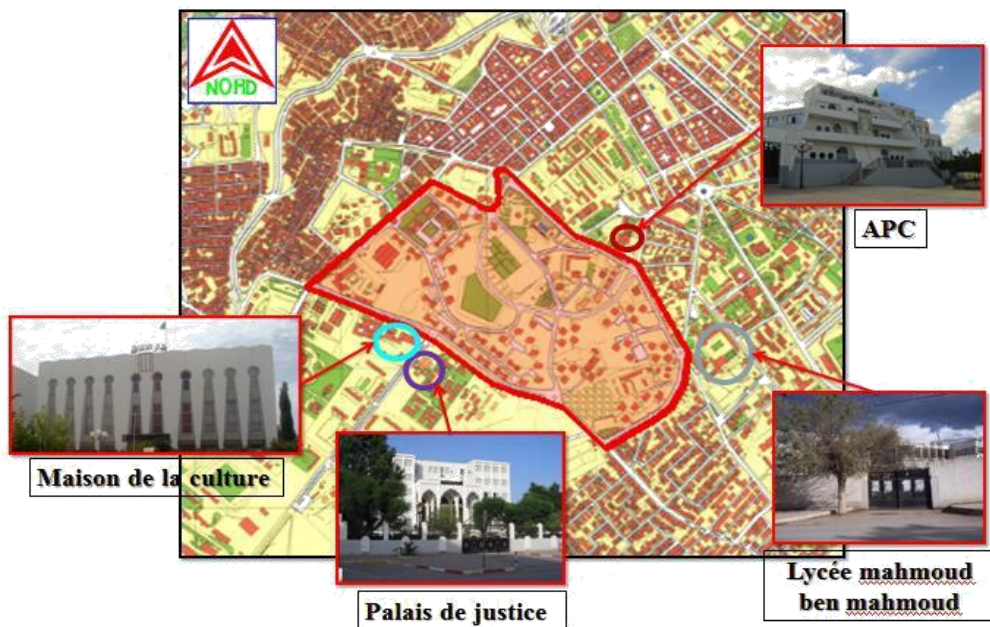 NORD
APC
Maison de la culture
Palais de justice
Lycée mahmoud
ben mahmoud